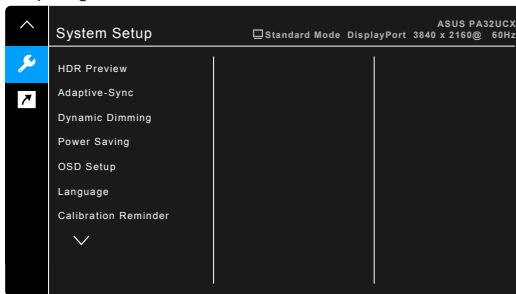 ASUS PA32UCX
System Setup
Standard Mode DisplayPort 3840 x 2160@ 60Hz
HDR Preview
Adaptive-Sync
Dynamic Dimming
Power Saving
OSD Setup
Language
Calibration Reminder